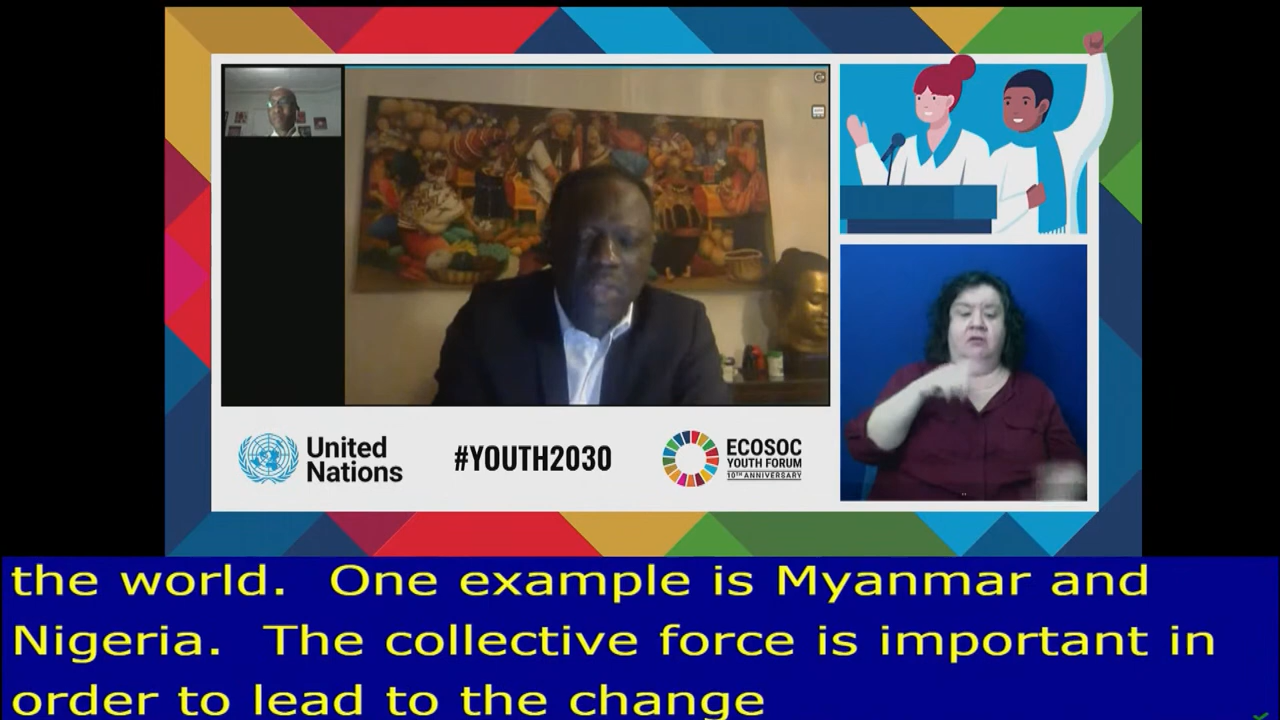 United
Nations
#YOUTH2030
ECOSOC
YOUTH FORUM
10TH ANNIVERSARY
the world.  One example is Myanmar and
Nigeria.  The collective force is important in
order to lead to the change